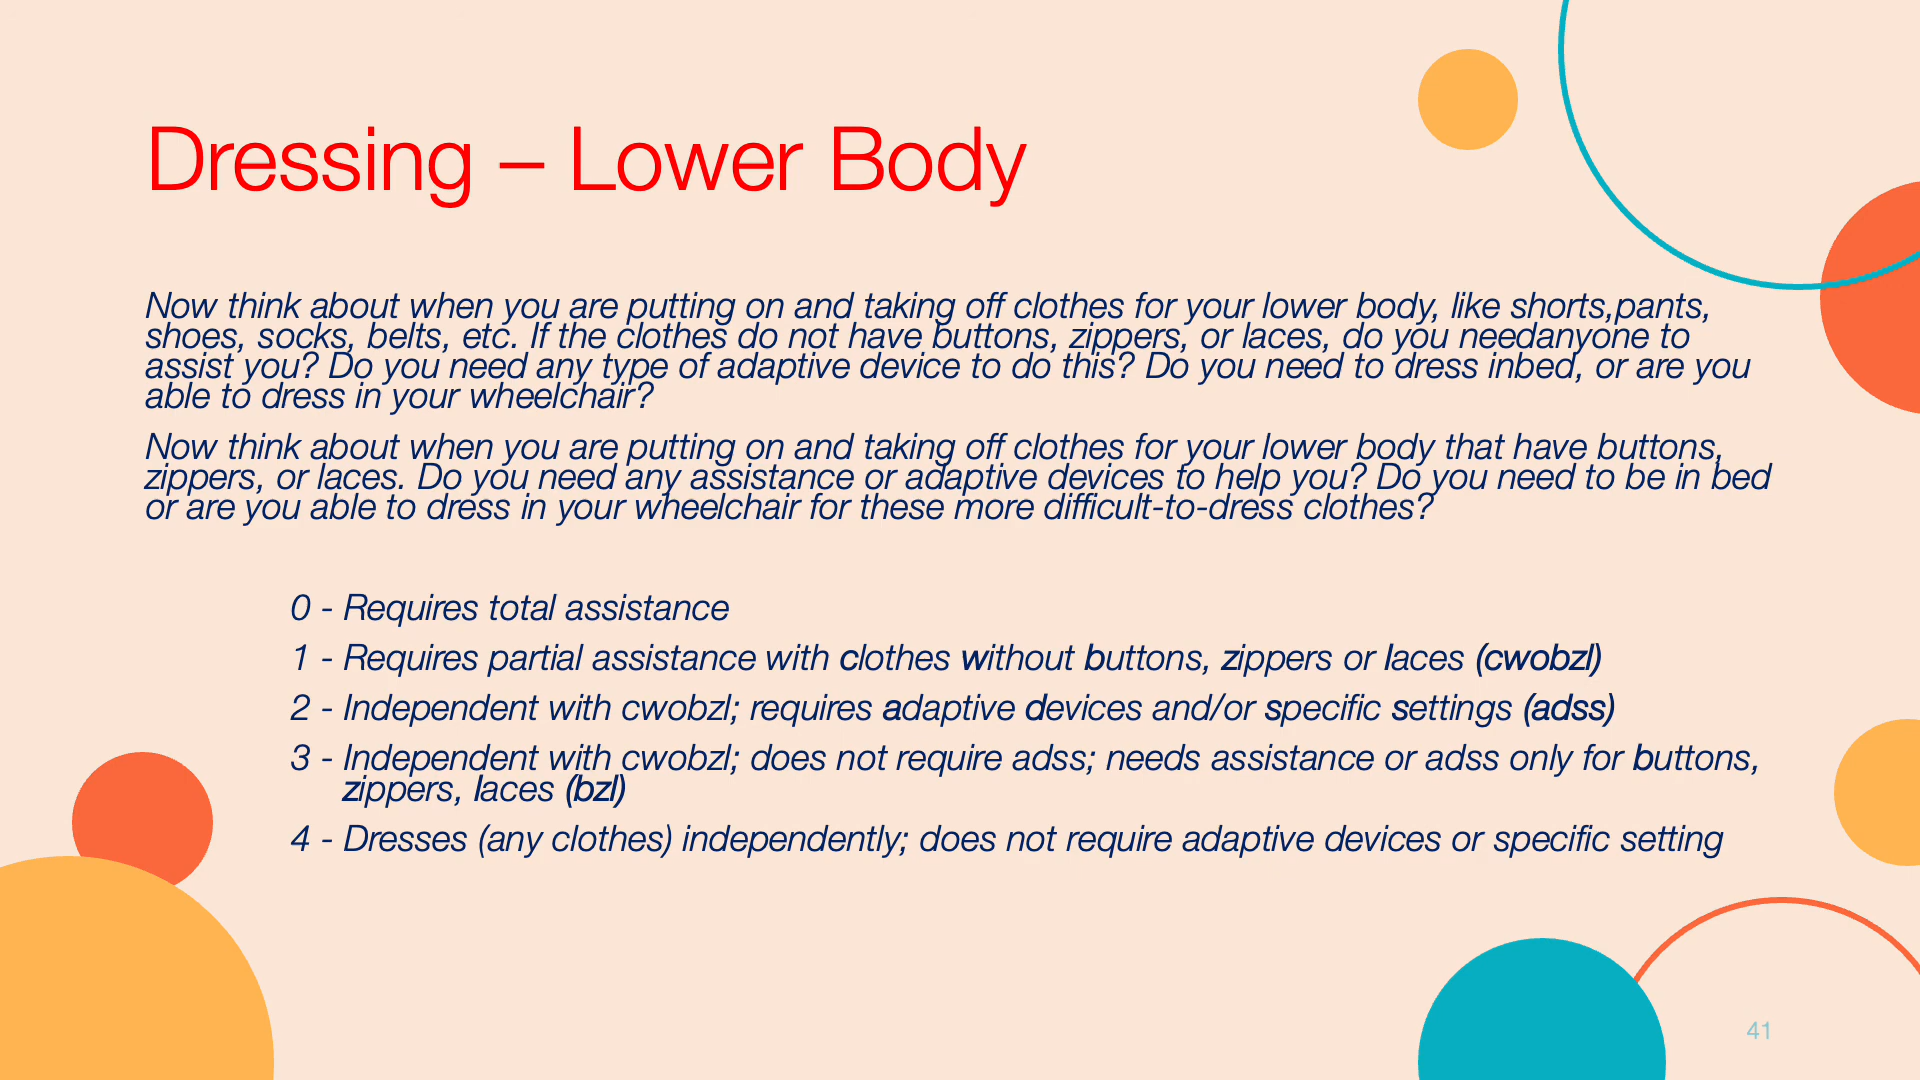 Dressing – Lower Body
Now think about when you are putting on and taking off clothes for your lower body, like shorts,pants,
shoes, socks, belts, etc. If the clothes do not have buttons, zippers, or laces, do you needanyone to
assist you? Do you need any type of adaptive device to do this? Do you need to dress inbed, or are you
able to dress in your wheelchair?
Now think about when you are putting on and taking off clothes for your lower body that have buttons,
zippers, or laces. Do you need any assistance or adaptive devices to help you? Do you need to be in bed
or are you able to dress in your wheelchair for these more difficult-to-dress clothes?
0 - Requires total assistance
1 - Requires partial assistance with clothes without buttons, zippers or laces (cwobzl)
2 - Independent with cwobzl; requires adaptive devices and/or specific settings (adss)
3 - Independent with cwobzl; does not require adss; needs assistance or adss only for buttons,
zippers, laces (bzl)
4 - Dresses (any clothes) independently; does not require adaptive devices or specific setting
41